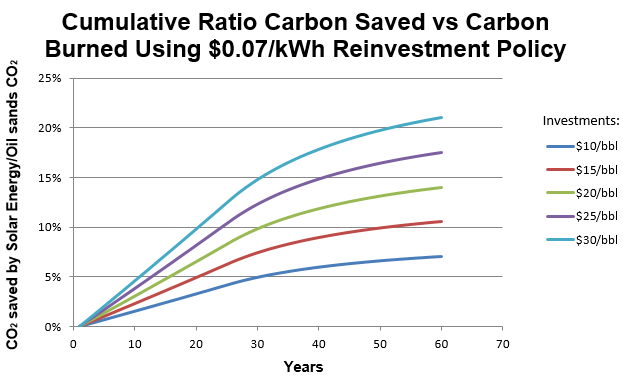 Cumulative Ratio Carbon Saved vs Carbon
Burned Using $0.07/kWh Reinvestment Policy
CO₂ saved by Solar Energy/Oil sands CO₂
25%
20%
15%
10%
5%
0%
0 10 20 30 40 50 60 70
Years
Investments:
$10/bbl
$15/bbl
$20/bbl
$25/bbl
$30/bbl